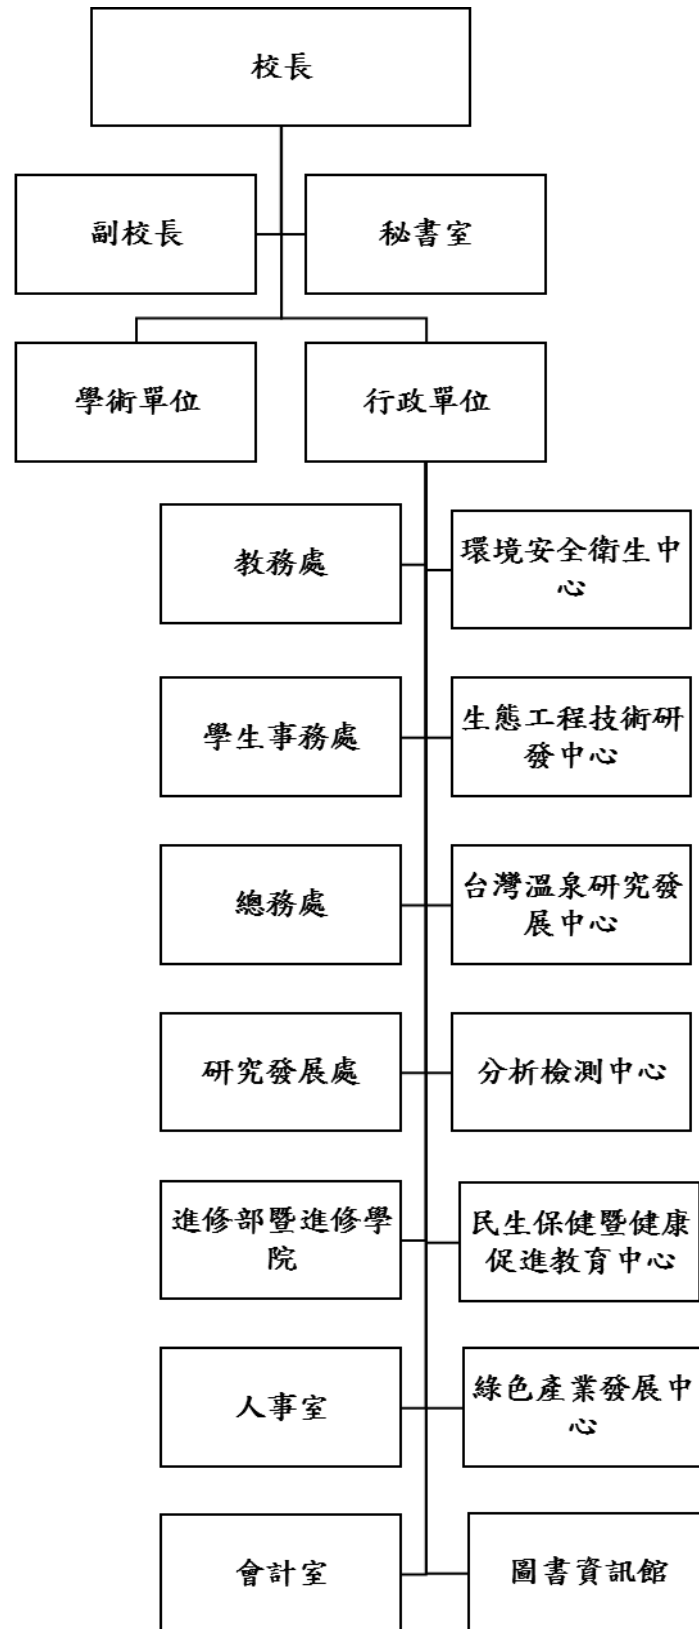 校長
副校長
秘書室
學術單位
行政單位
教務處
環境安全衛生中
心
學生事務處
生態工程技術研
發中心
總務處
台灣溫泉研究發
展中心
研究發展處
分析檢測中心
進修部暨進修學
院
民生保健暨健康
促進教育中心
人事室
綠色產業發展中
心
會計室
圖書資訊館